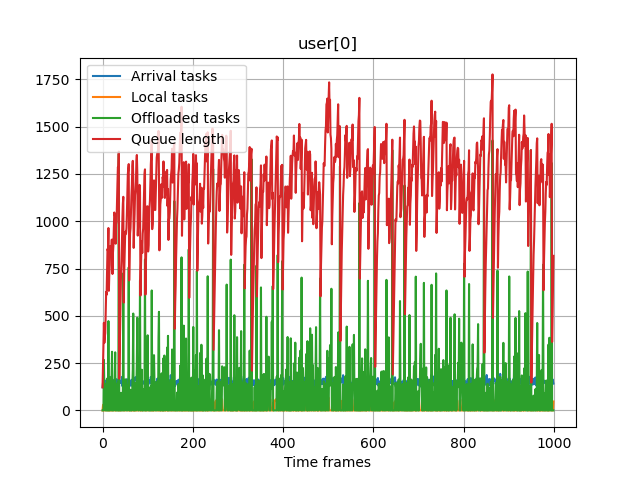 user[0]
Arrival tasks
Local tasks
Offloaded tasks
Queue length
1750
1500
1250
1000
750
500
250
0
0 200 400 600 800 1000
Time frames